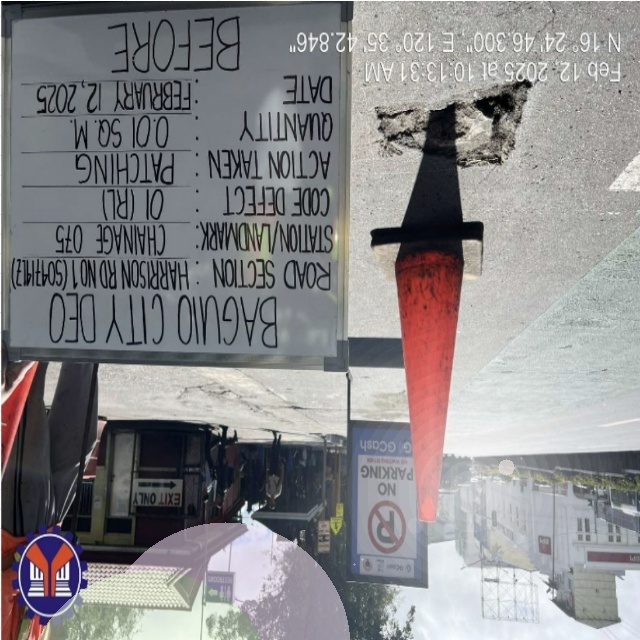 BAGUIO CITY DEO
ROAD SECTION : HARRISON RD NO.1 (S04741LZ)
STATION/LANDMARK : CHAINAGE 075
CODE DEFECT : 01 (RL)
ACTION TAKEN : PATCHING
QUANTITY : 0.01 SQ. M.
DATE : FEBRUARY 12, 2025
BEFORE
Feb 12, 2025 at 10:13:31 AM
N 16° 24' 46.300", E 120° 35' 42.846"
EXIT ONLY
NO
PARKING
GCash